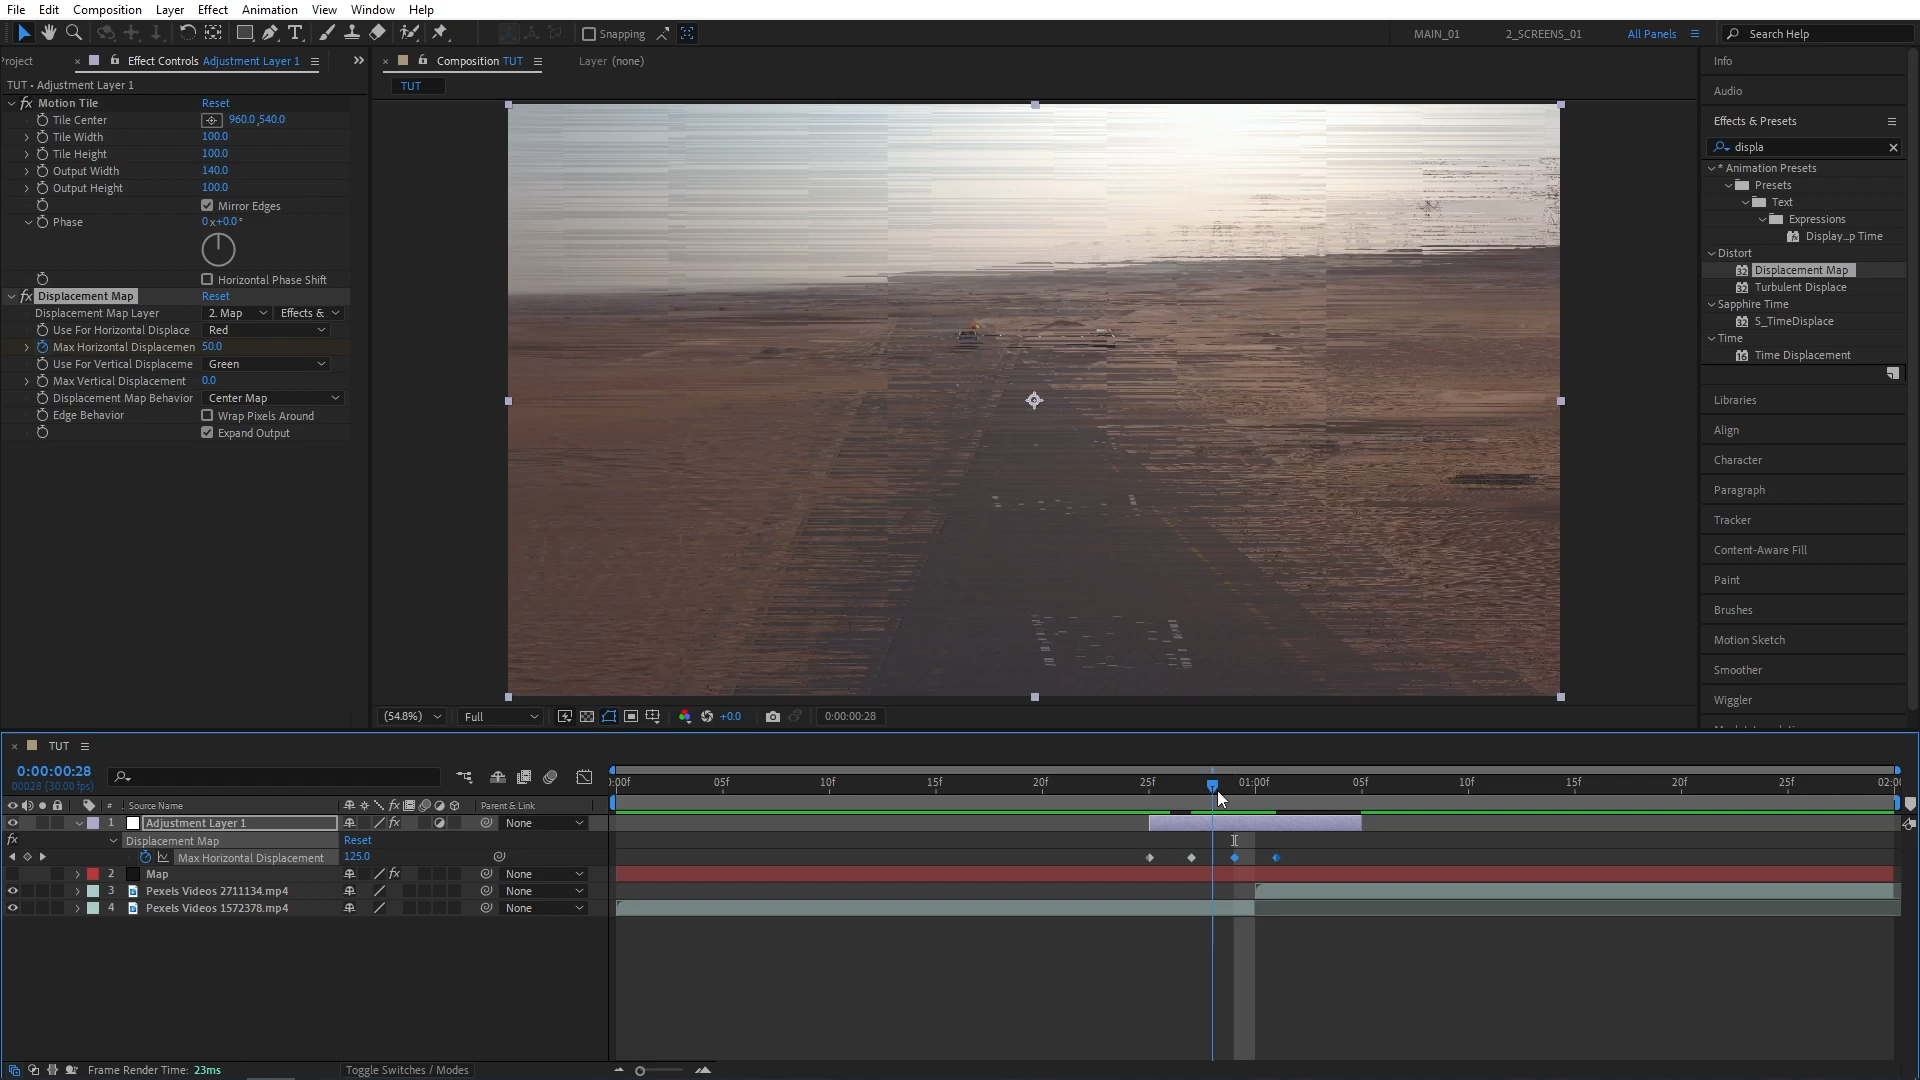 File Edit Composition Layer Effect Animation View Window Help
Snapping
MAIN_01 2_SCREENS_01 All Panels Search Help
roject Effect Controls Adjustment Layer 1
Composition TUT Layer (none)
TUT • Adjustment Layer 1
TUT
fx Motion Tile Reset
Tile Center 960.0,540.0
Tile Width 100.0
Tile Height 100.0
Output Width 140.0
Output Height 100.0
Mirror Edges
Phase 0x+0.0°
Horizontal Phase Shift
fx Displacement Map Reset
Displacement Map Layer 2. Map Effects &
Use For Horizontal Displace Red
Max Horizontal Displacemen 50.0
Use For Vertical Displaceme Green
Max Vertical Displacement 0.0
Displacement Map Behavior Center Map
Edge Behavior Wrap Pixels Around
Expand Output
Info
Audio
Effects & Presets
displa
* Animation Presets
Presets
Text
Expressions
Display...p Time
Distort
Displacement Map
Turbulent Displace
Sapphire Time
S_TimeDisplace
Time
Time Displacement
Libraries
Align
Character
Paragraph
Tracker
Content-Aware Fill
Paint
Brushes
Motion Sketch
Smoother
Wiggler
(54.8%) Full +0.0 0:00:00:28
TUT
0:00:00:28
00028 (30.00 fps)
:00f 05f 10f 15f 20f 25f 01:00f 05f 10f 15f 20f 25f 02:00
# Source Name fx Parent & Link
1 Adjustment Layer 1 fx None
fx Displacement Map Reset
Max Horizontal Displacement 125.0
2 Map fx None
3 Pexels Videos 2711134.mp4 None
4 Pexels Videos 1572378.mp4 None
Frame Render Time: 23ms Toggle Switches / Modes